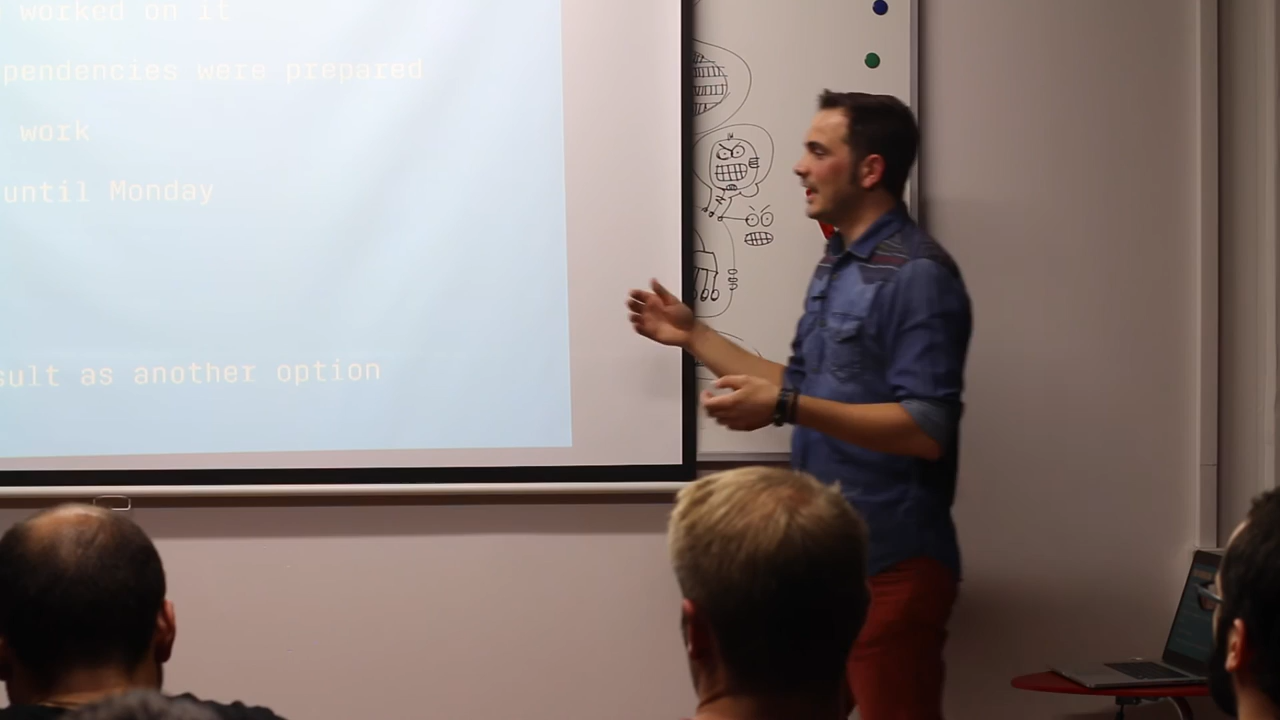 worked on it
pendencies were prepared
work
until Monday
sult as another option